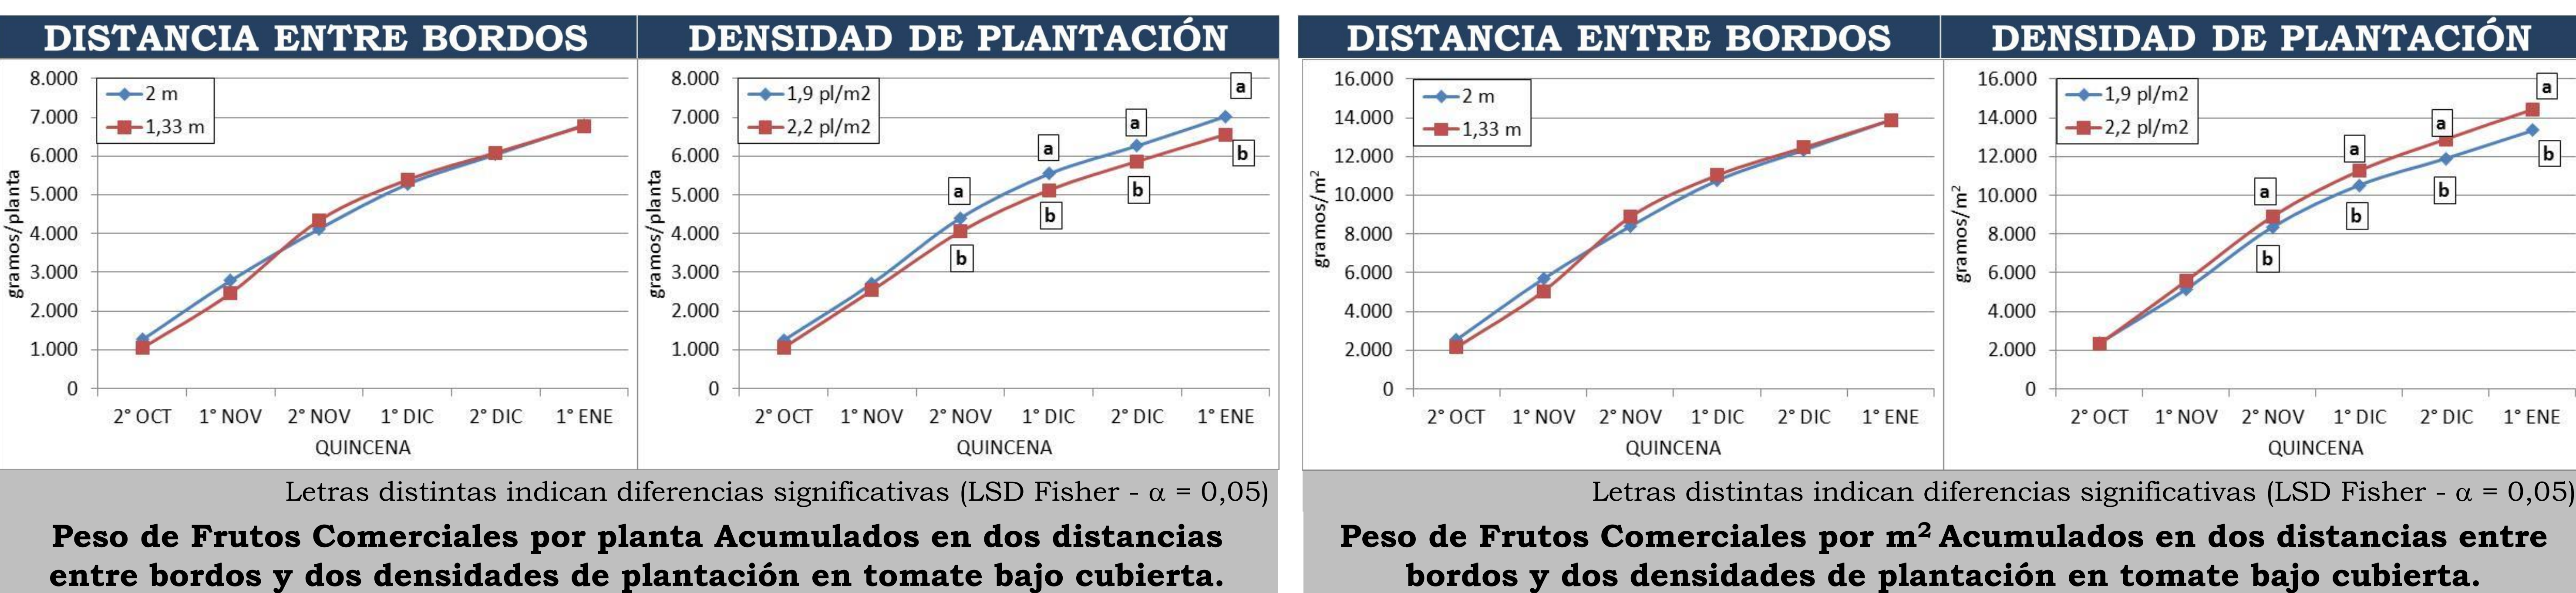 DISTANCIA ENTRE BORDOS
8.000
7.000
6.000
5.000
4.000
3.000
2.000
1.000
0
gramos/planta
2 m
1,33 m
2° OCT 1° NOV 2° NOV 1° DIC 2° DIC 1° ENE
QUINCENA
DENSIDAD DE PLANTACIÓN
8.000
7.000
6.000
5.000
4.000
3.000
2.000
1.000
0
gramos/planta
1,9 pl/m2
2,2 pl/m2
a
a
a
a
b
b
b
b
2° OCT 1° NOV 2° NOV 1° DIC 2° DIC 1° ENE
QUINCENA
Letras distintas indican diferencias significativas (LSD Fisher - α = 0,05)
Peso de Frutos Comerciales por planta Acumulados en dos distancias
entre bordos y dos densidades de plantación en tomate bajo cubierta.
DISTANCIA ENTRE BORDOS
16.000
14.000
12.000
10.000
8.000
6.000
4.000
2.000
0
gramos/m²
2 m
1,33 m
2° OCT 1° NOV 2° NOV 1° DIC 2° DIC 1° ENE
QUINCENA
DENSIDAD DE PLANTACIÓN
16.000
14.000
12.000
10.000
8.000
6.000
4.000
2.000
0
gramos/m²
1,9 pl/m2
2,2 pl/m2
a
a
a
a
b
b
b
b
2° OCT 1° NOV 2° NOV 1° DIC 2° DIC 1° ENE
QUINCENA
Letras distintas indican diferencias significativas (LSD Fisher - α = 0,05)
Peso de Frutos Comerciales por m² Acumulados en dos distancias entre
bordos y dos densidades de plantación en tomate bajo cubierta.